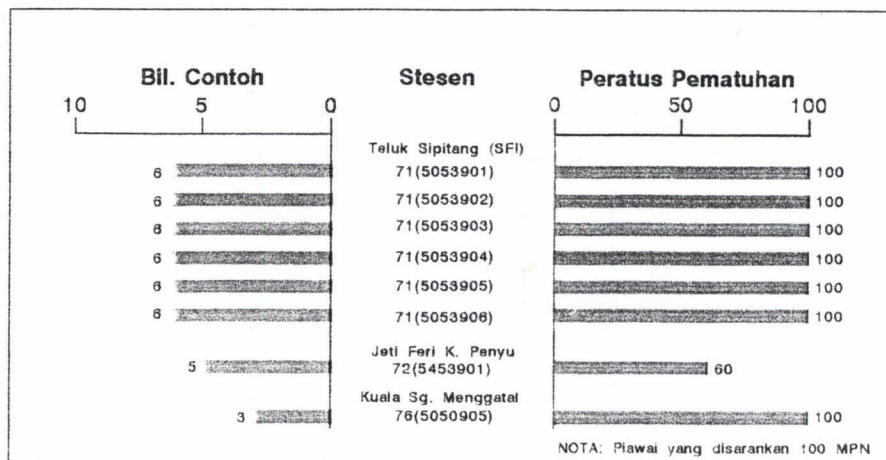 Bil. Contoh Stesen Peratus Pematuhan
10 5 0 0 50 100
Teluk Sipitang (SFI)
6 71(5053901) 100
6 71(5053902) 100
6 71(5053903) 100
6 71(5053904) 100
6 71(5053905) 100
6 71(5053906) 100
Jeti Feri K. Penyu
5 72(5453901) 60
Kuala Sg. Menggatal
3 76(5050905) 100
NOTA: Piawai yang disarankan 100 MPN